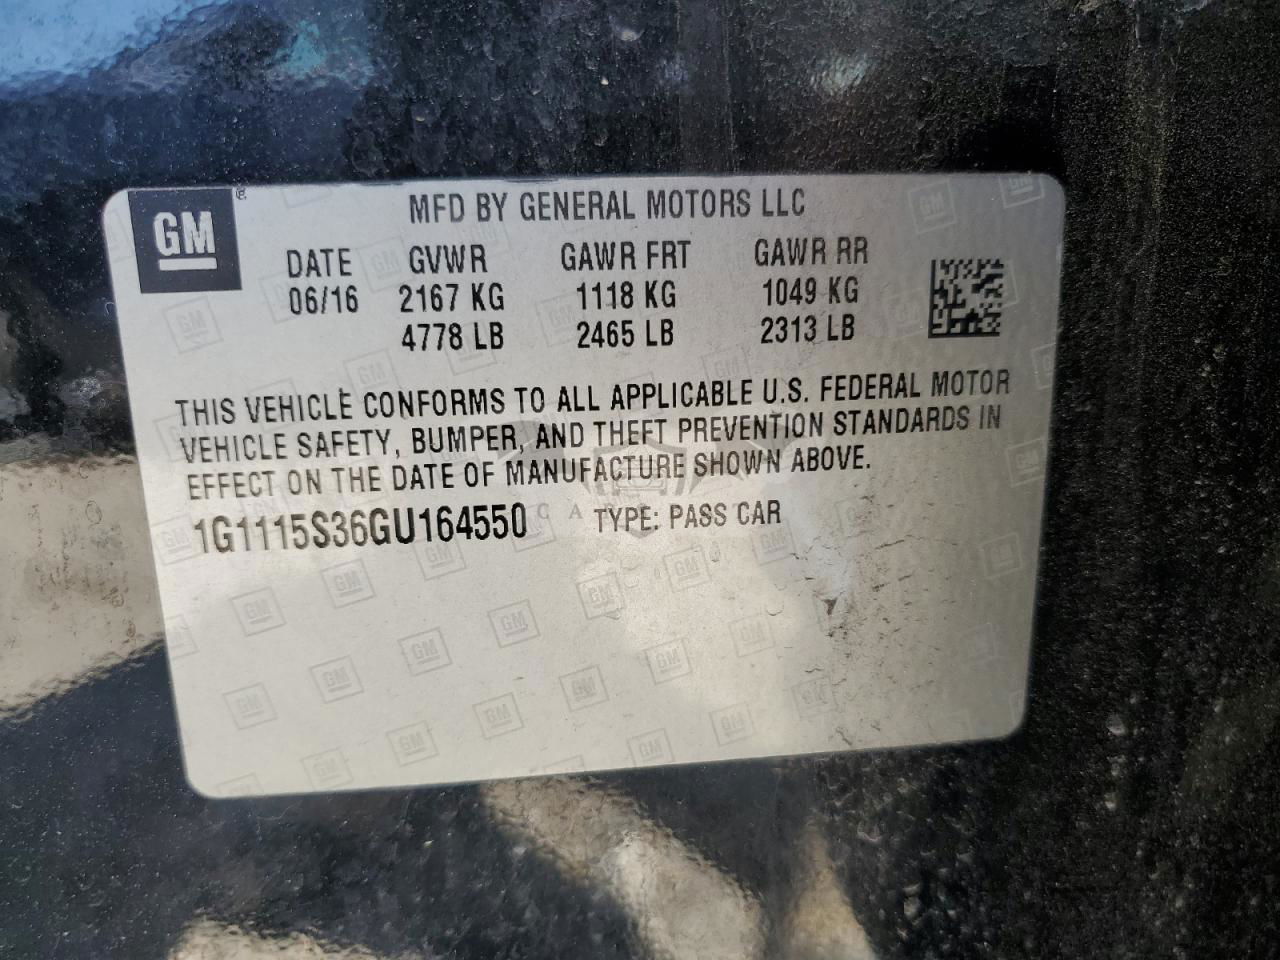 GM
MFD BY GENERAL MOTORS LLC
DATE GVWR GAWR FRT GAWR RR
06/16 2167 KG 1118 KG 1049 KG
4778 LB 2465 LB 2313 LB
THIS VEHICLE CONFORMS TO ALL APPLICABLE U.S. FEDERAL MOTOR
VEHICLE SAFETY, BUMPER, AND THEFT PREVENTION STANDARDS IN
EFFECT ON THE DATE OF MANUFACTURE SHOWN ABOVE.
1G1115S36GU164550 TYPE: PASS CAR